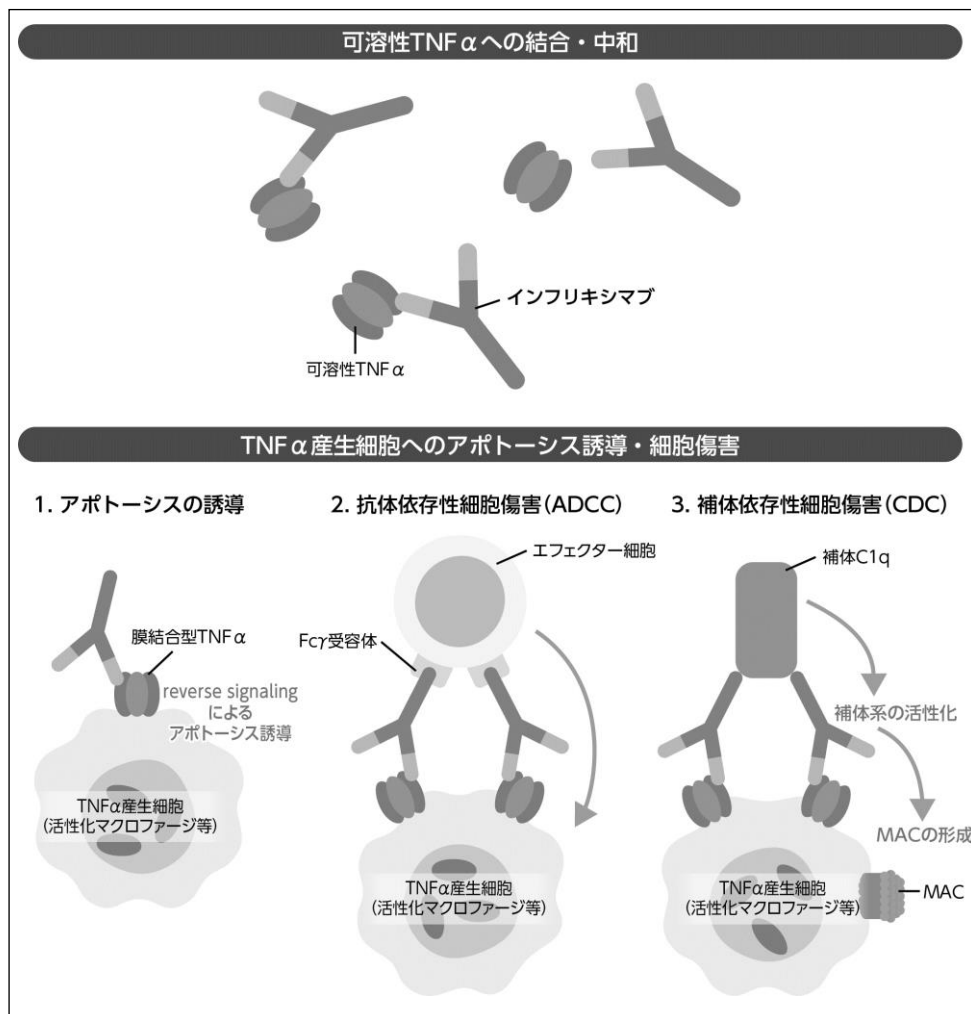 可溶性TNFαへの結合・中和
インフリキシマブ
可溶性TNFα
TNFα産生細胞へのアポトーシス誘導・細胞傷害
1. アポトーシスの誘導
2. 抗体依存性細胞傷害(ADCC)
3. 補体依存性細胞傷害(CDC)
膜結合型TNFα
reverse signaling
による
アポトーシス誘導
TNFα産生細胞
(活性化マクロファージ等)
エフェクター細胞
Fcγ受容体
TNFα産生細胞
(活性化マクロファージ等)
補体C1q
補体系の活性化
MACの形成
MAC
TNFα産生細胞
(活性化マクロファージ等)